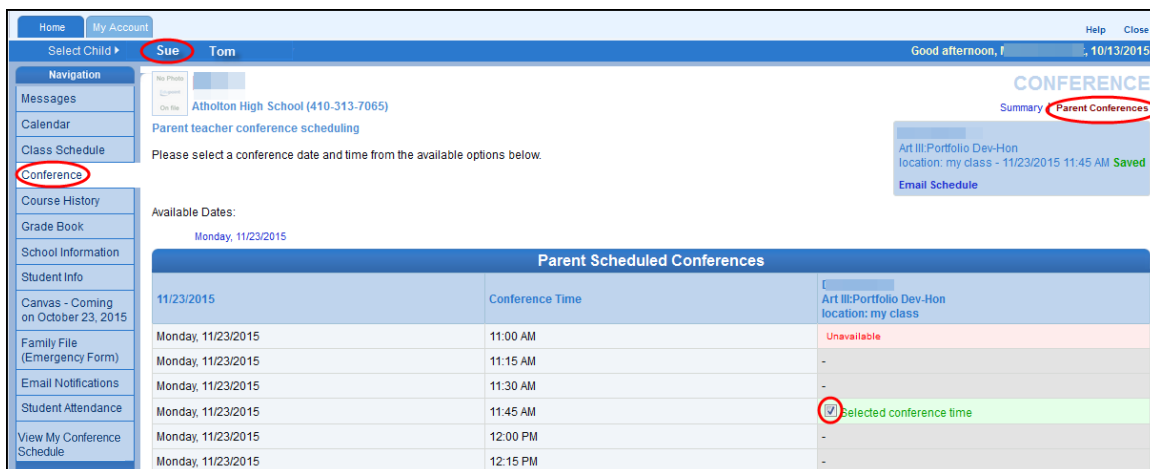 Home My Account
Help Close
Select Child Sue Tom
Good afternoon, , 10/13/2015
Navigation
Messages
Calendar
Class Schedule
Conference
Course History
Grade Book
School Information
Student Info
Canvas - Coming
on October 23, 2015
Family File
(Emergency Form)
Email Notifications
Student Attendance
View My Conference
Schedule
No Photo
On file
Atholton High School (410-313-7065)
CONFERENCE
Summary Parent Conferences
Parent teacher conference scheduling
Please select a conference date and time from the available options below.
Art III:Portfolio Dev-Hon
location: my class - 11/23/2015 11:45 AM Saved
Email Schedule
Available Dates:
Monday, 11/23/2015
Parent Scheduled Conferences
11/23/2015 Conference Time
Art III:Portfolio Dev-Hon
location: my class
Monday, 11/23/2015 11:00 AM Unavailable
Monday, 11/23/2015 11:15 AM -
Monday, 11/23/2015 11:30 AM -
Monday, 11/23/2015 11:45 AM Selected conference time
Monday, 11/23/2015 12:00 PM -
Monday, 11/23/2015 12:15 PM -